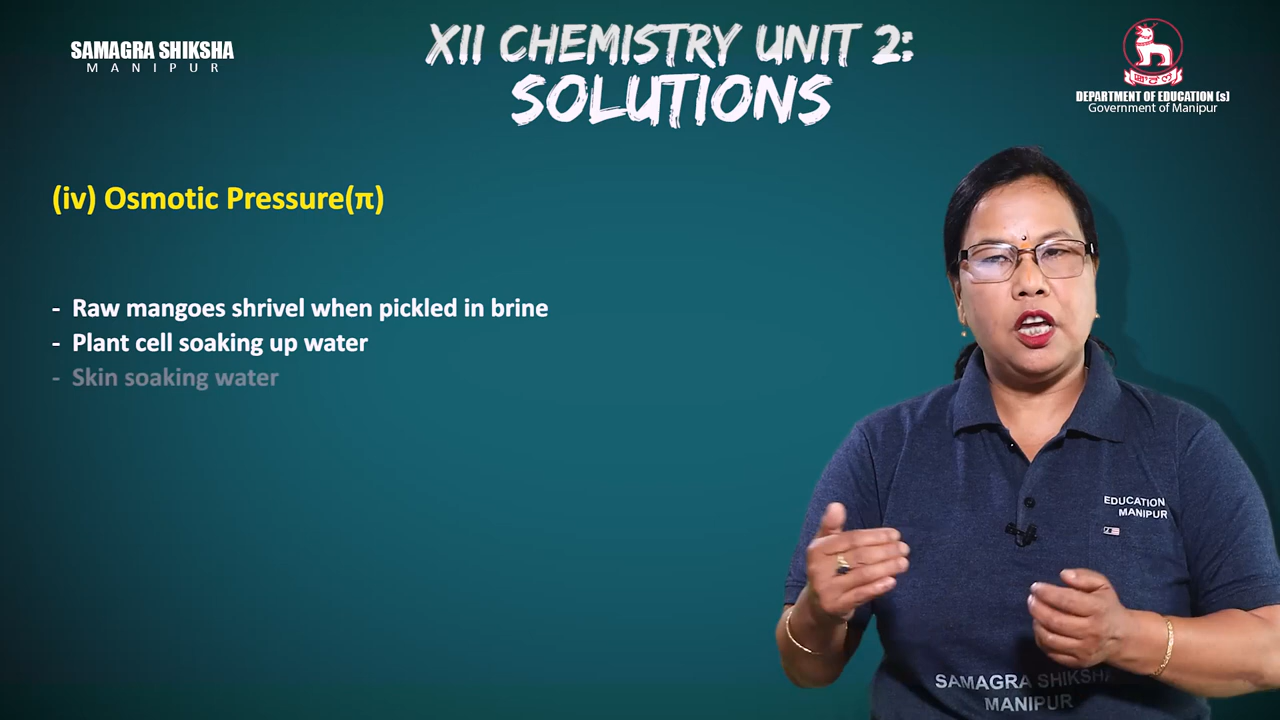 SAMAGRA SHIKSHA
MANIPUR
XII CHEMISTRY UNIT 2:
SOLUTIONS
DEPARTMENT OF EDUCATION (S)
Government of Manipur
(iv) Osmotic Pressure(π)
- Raw mangoes shrivel when pickled in brine
- Plant cell soaking up water
- Skin soaking water
EDUCATION
MANIPUR
SAMAGRA SHIKSHA
MANIPUR